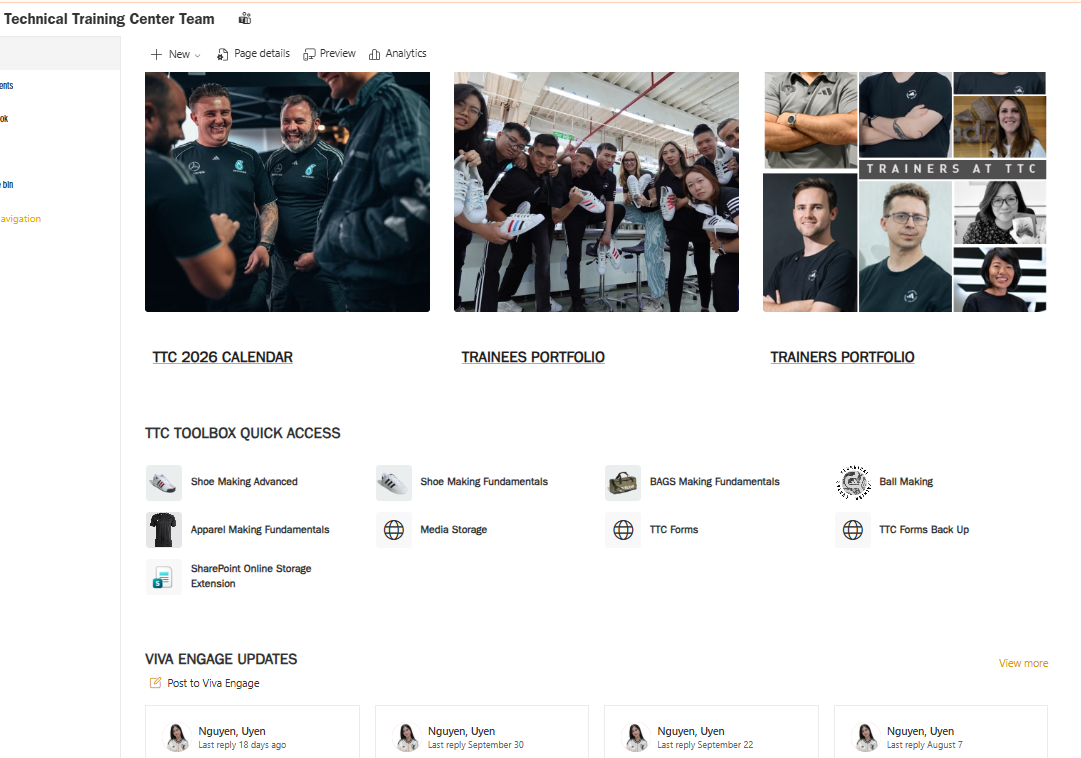 Technical Training Center Team
New
Page details
Preview
Analytics
ents
ok
bin
avigation
TRAINERS AT TTC
TTC 2026 CALENDAR
TRAINEES PORTFOLIO
TRAINERS PORTFOLIO
TTC TOOLBOX QUICK ACCESS
Shoe Making Advanced
Shoe Making Fundamentals
BAGS Making Fundamentals
Ball Making
Apparel Making Fundamentals
Media Storage
TTC Forms
TTC Forms Back Up
SharePoint Online Storage
Extension
VIVA ENGAGE UPDATES
View more
Post to Viva Engage
Nguyen, Uyen
Last reply 18 days ago
Nguyen, Uyen
Last reply September 30
Nguyen, Uyen
Last reply September 22
Nguyen, Uyen
Last reply August 7